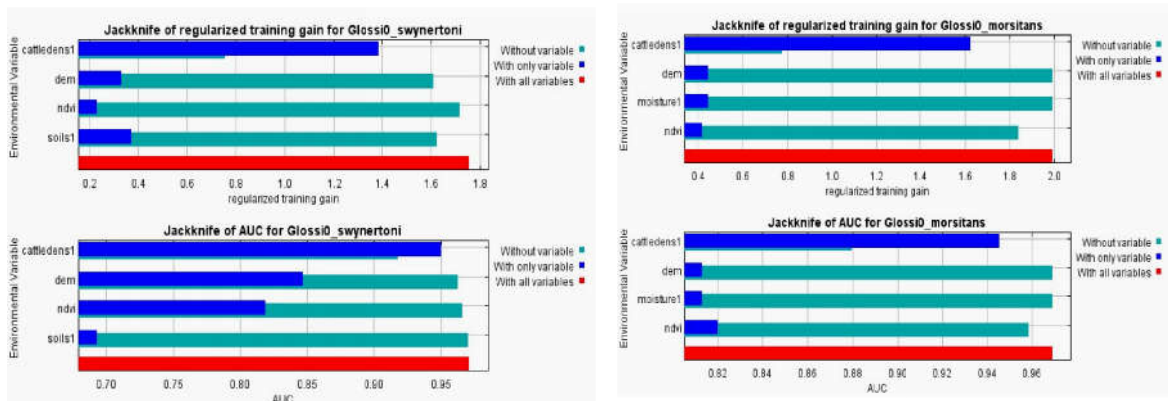 Jackknife of regularized training gain for Glossi0_swynertoni
Environmental Variable
cattledens1
dem
ndvi
soils1
Without variable
With only variable
With all variables
0.2 0.4 0.6 0.8 1.0 1.2 1.4 1.6 1.8
regularized training gain
Jackknife of regularized training gain for Glossi0_morsitans
Environmental Variable
cattledens1
dem
moisture1
ndvi
Without variable
With only variable
With all variables
0.4 0.6 0.8 1.0 1.2 1.4 1.6 1.8 2.0
regularized training gain
Jackknife of AUC for Glossi0_swynertoni
Environmental Variable
cattledens1
dem
ndvi
soils1
Without variable
With only variable
With all variables
0.70 0.75 0.80 0.85 0.90 0.95
AUC
Jackknife of AUC for Glossi0_morsitans
Environmental Variable
cattledens1
dem
moisture1
ndvi
Without variable
With only variable
With all variables
0.82 0.84 0.86 0.88 0.90 0.92 0.94 0.96
AUC